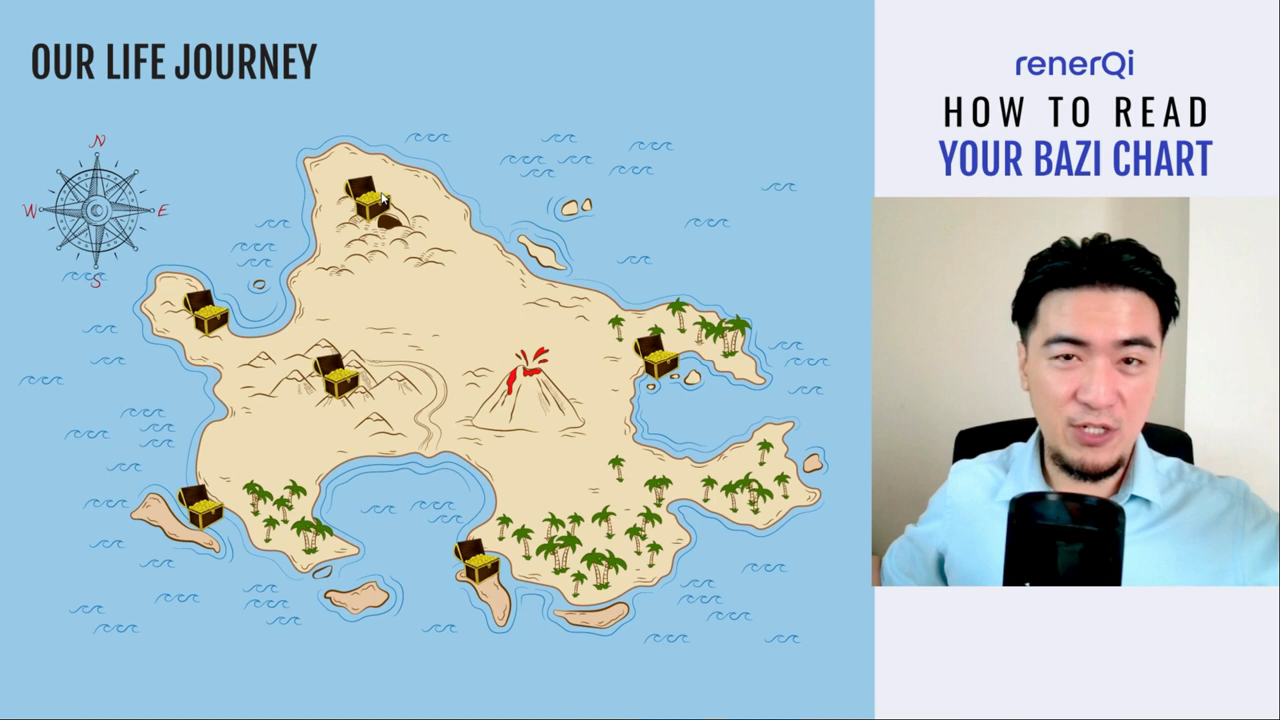 OUR LIFE JOURNEY
N
W
E
S
renerQi
HOW TO READ
YOUR BAZI CHART